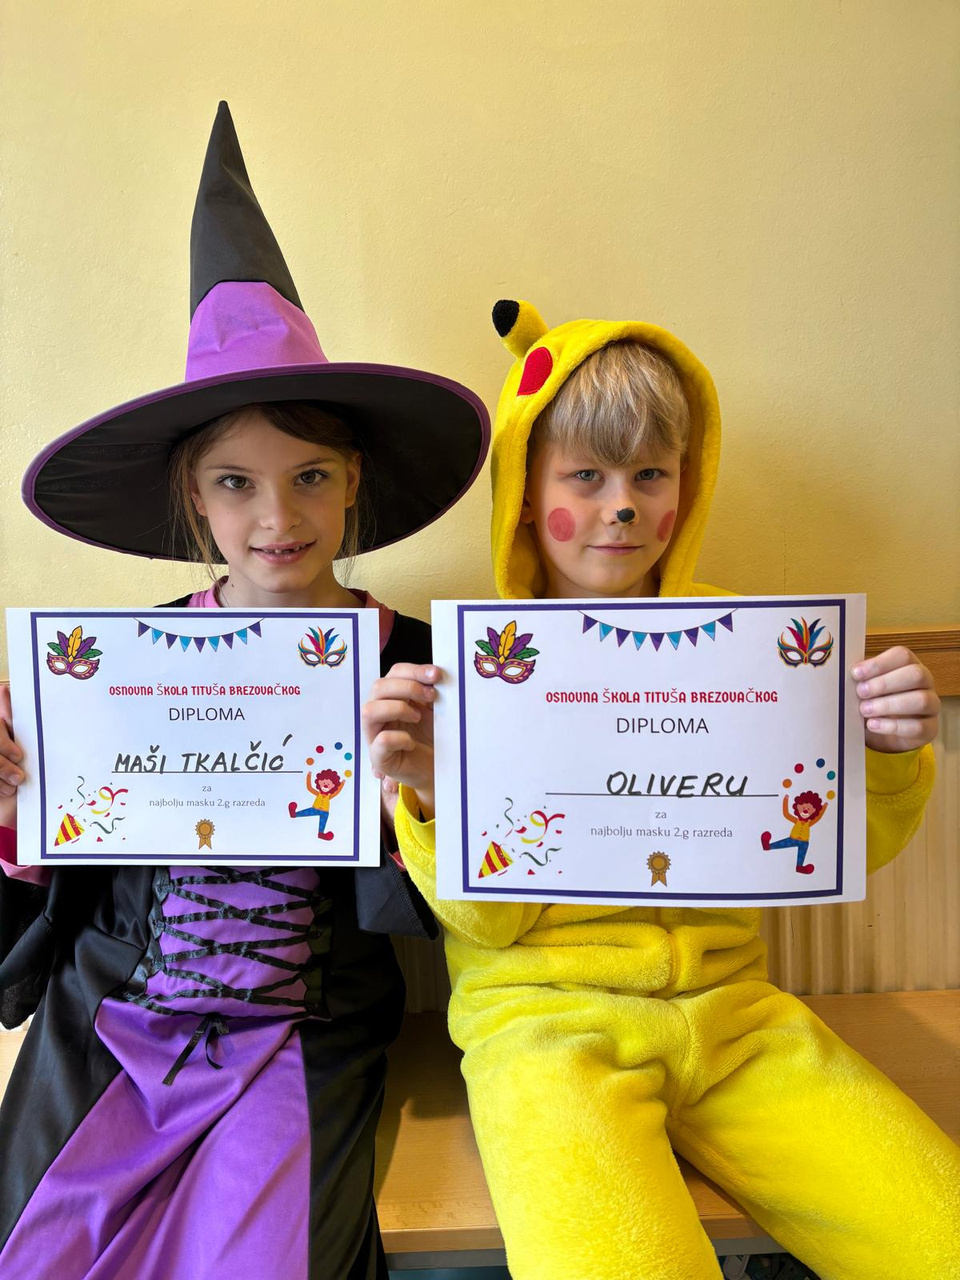 OSNOVNA ŠKOLA TITUŠA BREZOVAČKOG
DIPLOMA
MAŠI TKALČIĆ
za
najbolju masku 2.g razreda
OSNOVNA ŠKOLA TITUŠA BREZOVAČKOG
DIPLOMA
OLIVERU
za
najbolju masku 2.g razreda